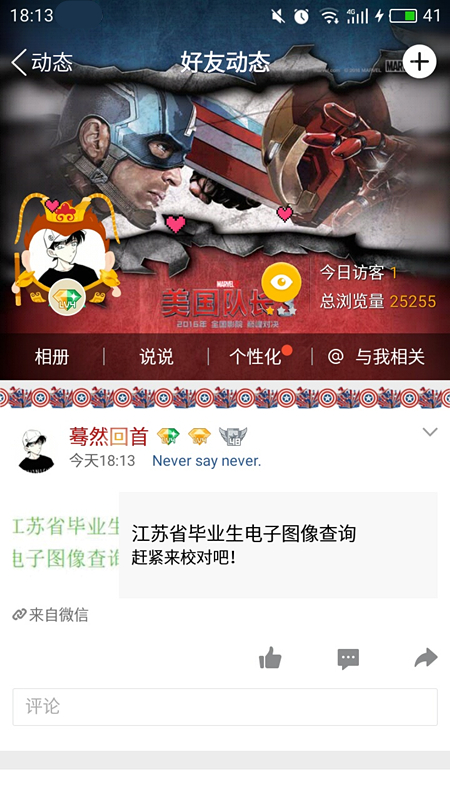 18:13
4G
41
动态
好友动态
MARVEL
LV4
今日访客 1
总浏览量 25255
MARVEL
美国队长3
2016年 全国影院 巅峰对决
相册
说说
个性化
@ 与我相关
蓦然回首
48
今天18:13 Never say never.
江苏省毕业生
电子图像查询
江苏省毕业生电子图像查询
赶紧来校对吧！
来自微信
评论